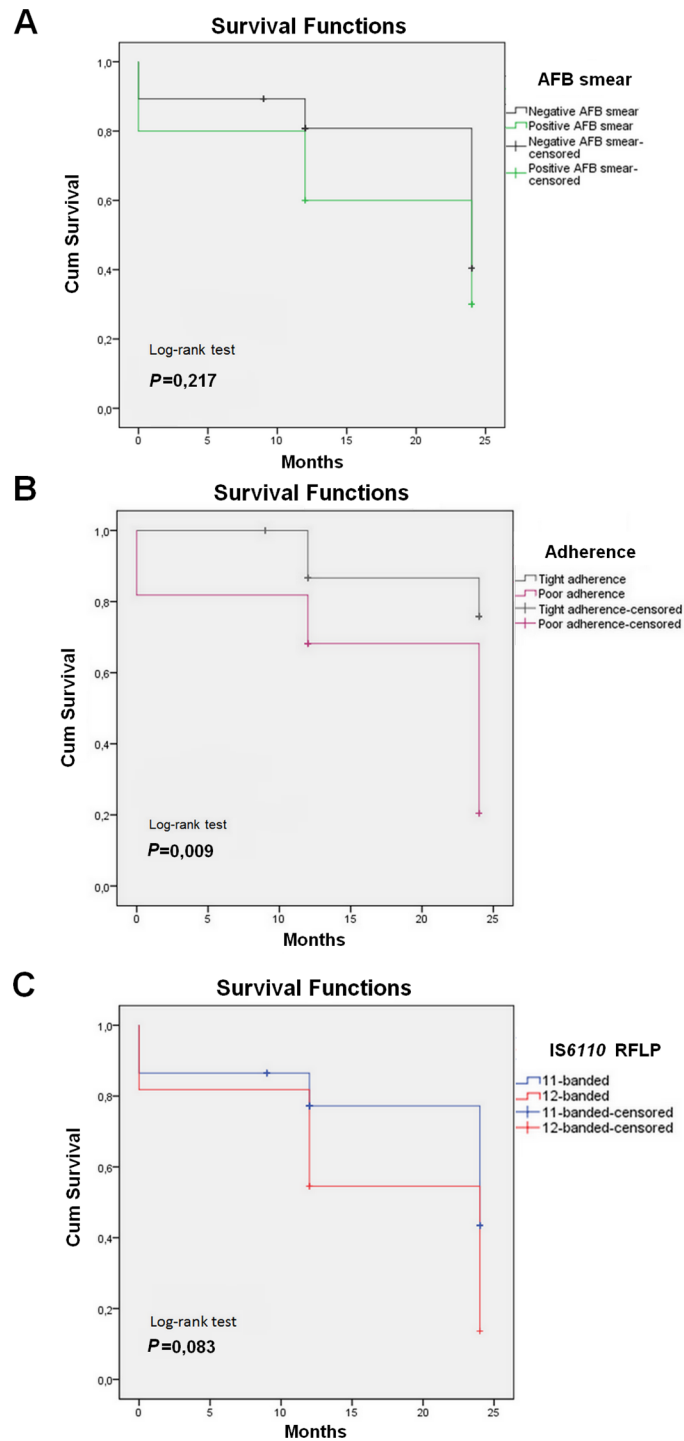 A
Survival Functions
Cum Survival
1,0
0,8
0,6
0,4
0,2
0,0
Log-rank test
P=0,217
0 5 10 15 20 25
Months
AFB smear
Negative AFB smear
Positive AFB smear
Negative AFB smear-
censored
Positive AFB smear-
censored
B
Survival Functions
Cum Survival
1,0
0,8
0,6
0,4
0,2
0,0
Log-rank test
P=0,009
0 5 10 15 20 25
Months
Adherence
Tight adherence
Poor adherence
Tight adherence-censored
Poor adherence-censored
C
Survival Functions
Cum Survival
1,0
0,8
0,6
0,4
0,2
0,0
Log-rank test
P=0,083
0 5 10 15 20 25
Months
IS6110 RFLP
11-banded
12-banded
11-banded-censored
12-banded-censored